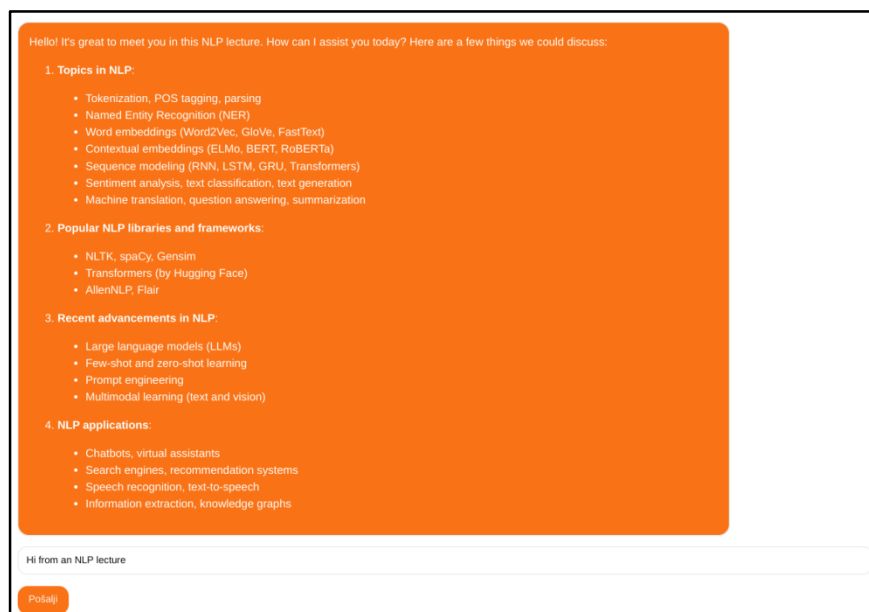 Hello! It's great to meet you in this NLP lecture. How can I assist you today? Here are a few things we could discuss:
1. Topics in NLP:
• Tokenization, POS tagging, parsing
• Named Entity Recognition (NER)
• Word embeddings (Word2Vec, GloVe, FastText)
• Contextual embeddings (ELMo, BERT, RoBERTa)
• Sequence modeling (RNN, LSTM, GRU, Transformers)
• Sentiment analysis, text classification, text generation
• Machine translation, question answering, summarization
2. Popular NLP libraries and frameworks:
• NLTK, spaCy, Gensim
• Transformers (by Hugging Face)
• AllenNLP, Flair
3. Recent advancements in NLP:
• Large language models (LLMs)
• Few-shot and zero-shot learning
• Prompt engineering
• Multimodal learning (text and vision)
4. NLP applications:
• Chatbots, virtual assistants
• Search engines, recommendation systems
• Speech recognition, text-to-speech
• Information extraction, knowledge graphs
Hi from an NLP lecture
Pošalji